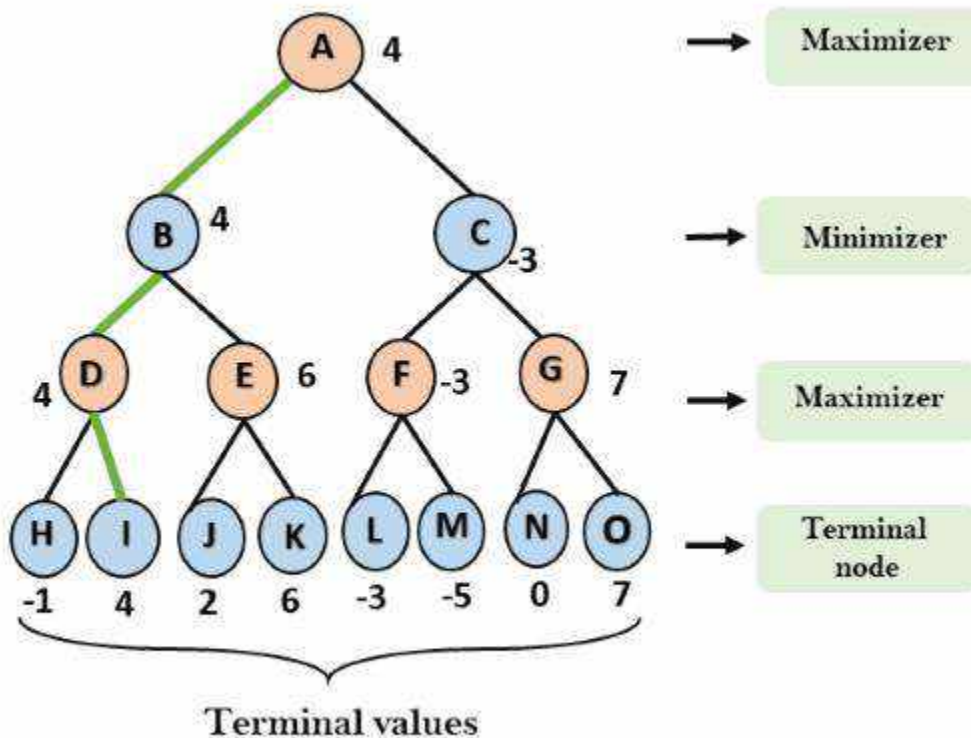 A 4 Maximizer
B 4 C -3 Minimizer
D 4 E 6 F -3 G 7 Maximizer
H I J K L M N O Terminal
node
-1 4 2 6 -3 -5 0 7
Terminal values